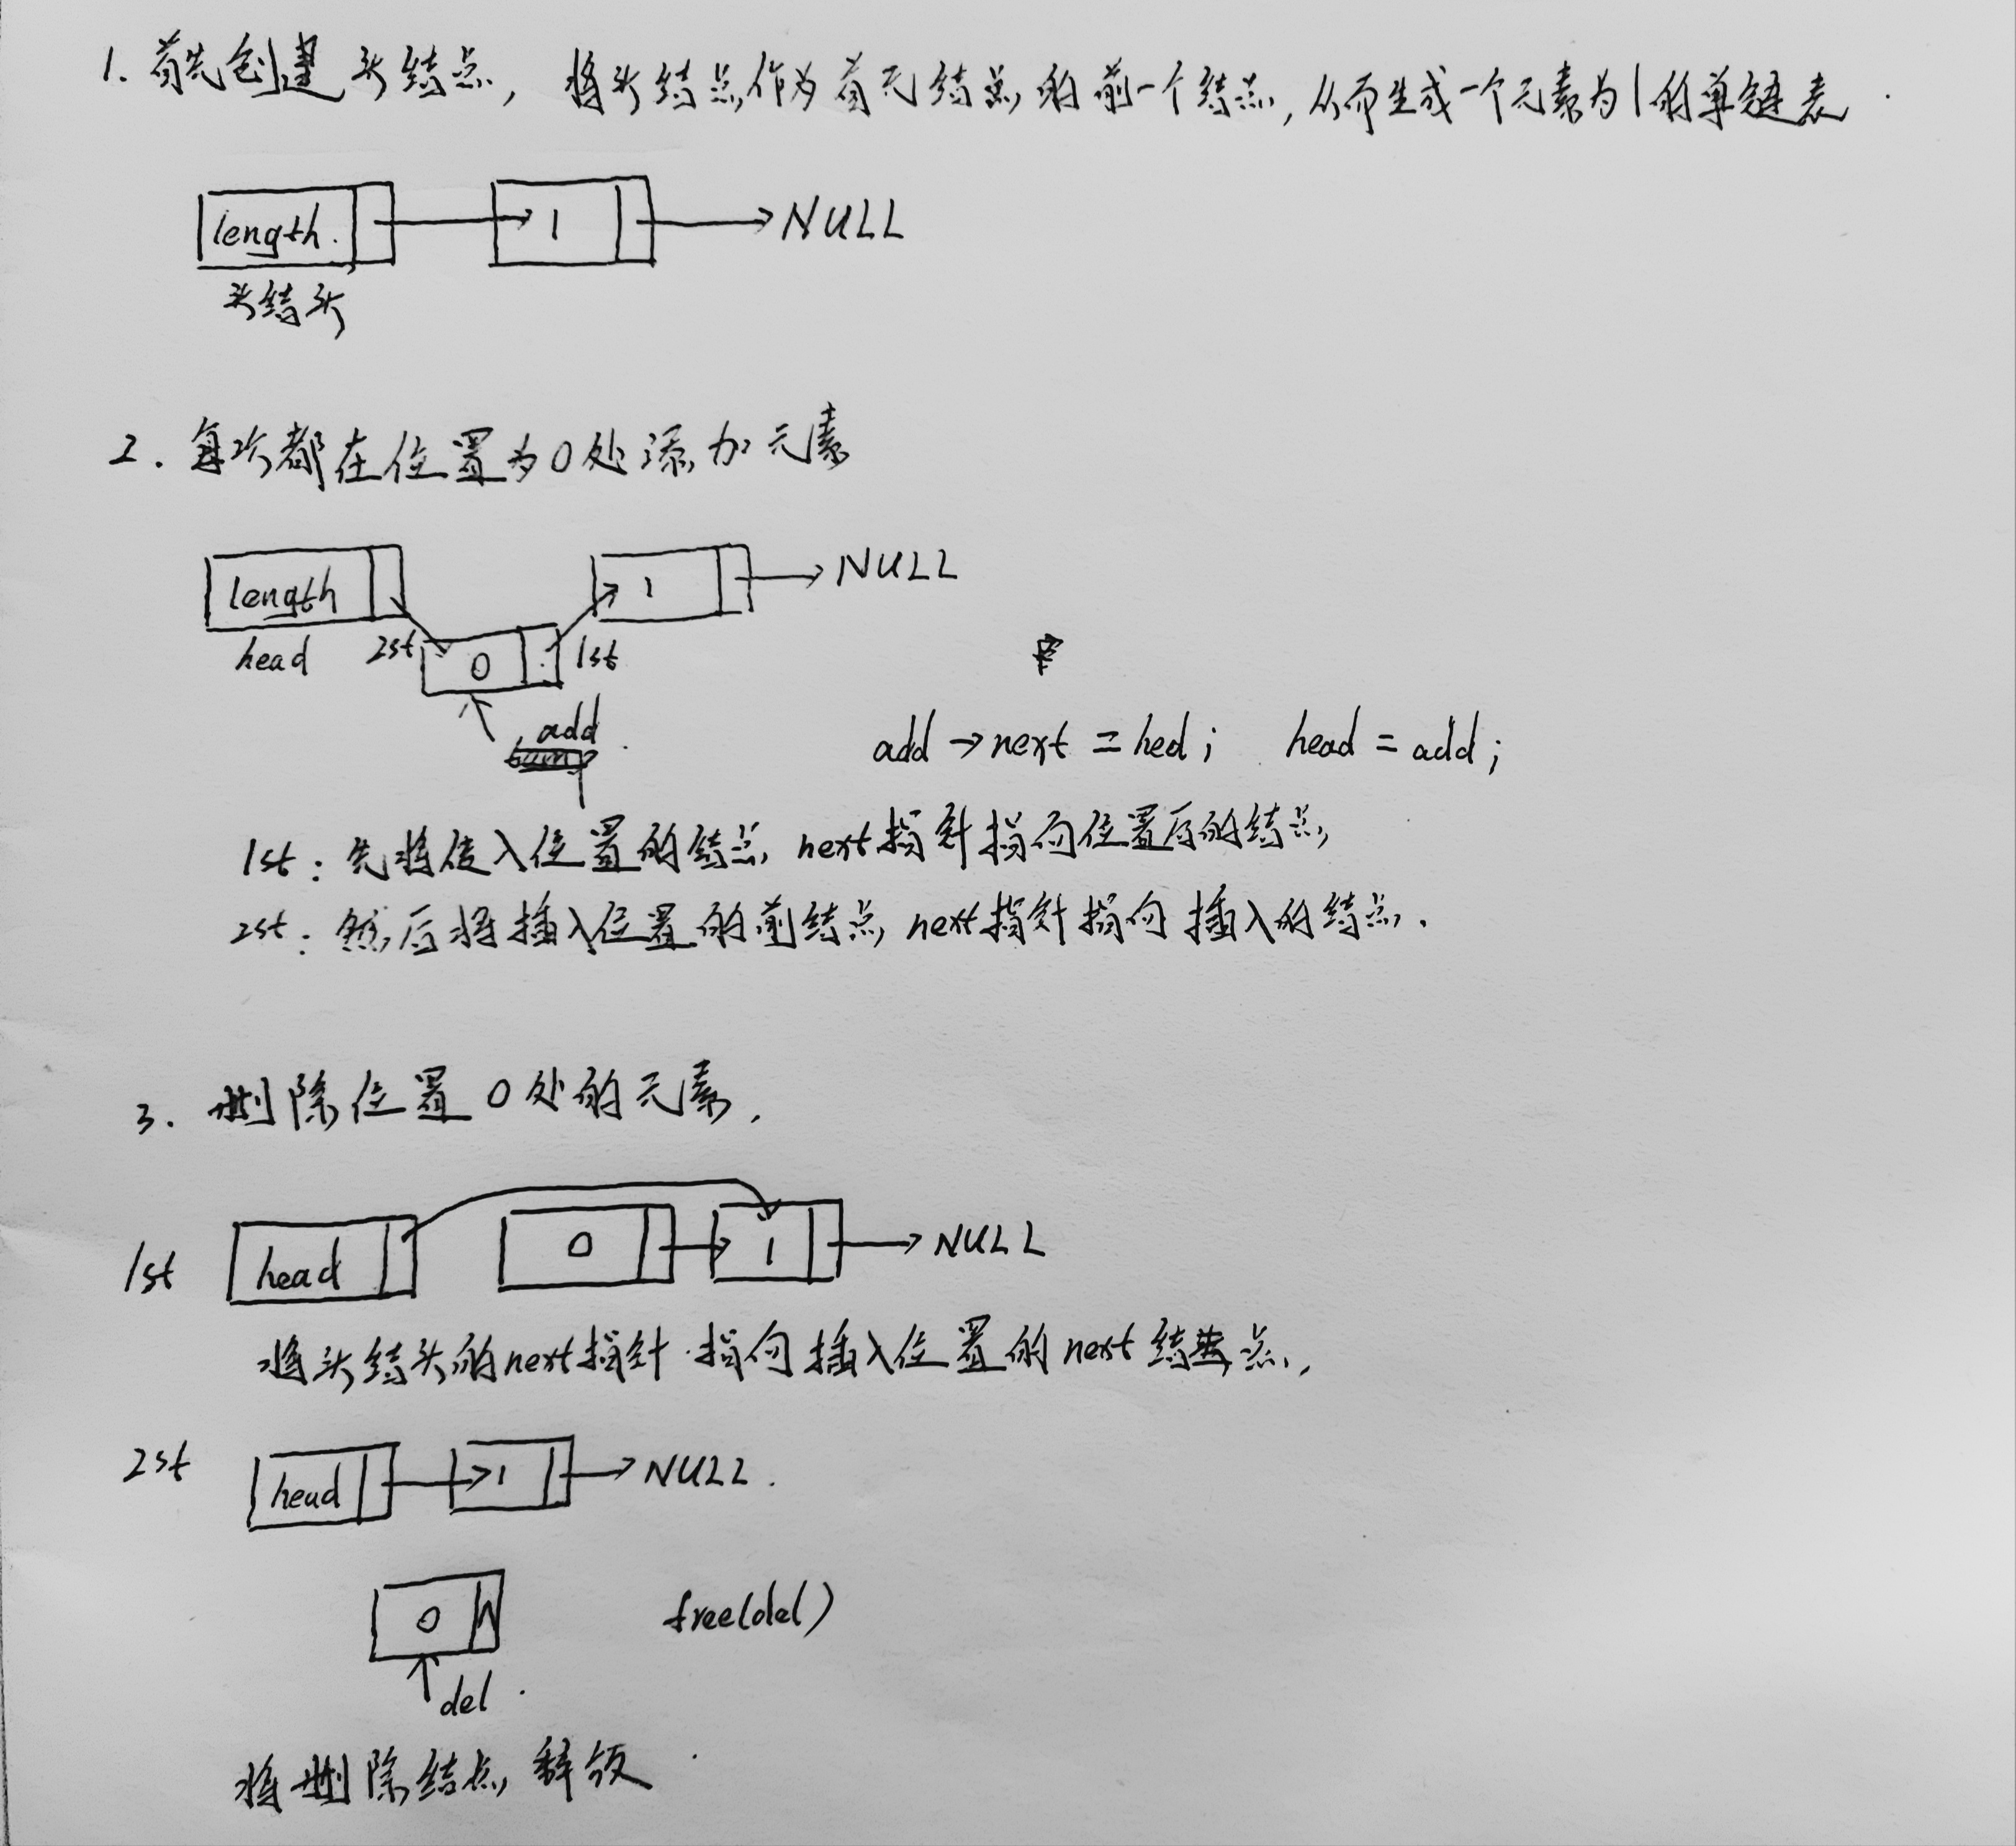 1. 首先创建头结点, 将头结点作为首元结点的前一个结点, 从而生成一个元素为1的单链表.
length. 1 NULL
头结头
2. 每次都在位置为0处添加元素
length 1 NULL
head 2st 0 1st
add
add→next = hed; head = add;
1st: 先将位置的结点 next指针指向位置后的结点
2st: 然后将插入位置的前结点 next指针指向插入的结点.
3. 删除位置0处的元素.
1st head 0 1 NULL
将头结头的next指针指向插入位置的next结点.
2st head 1 NULL.
0 free(del)
del.
将删除结点